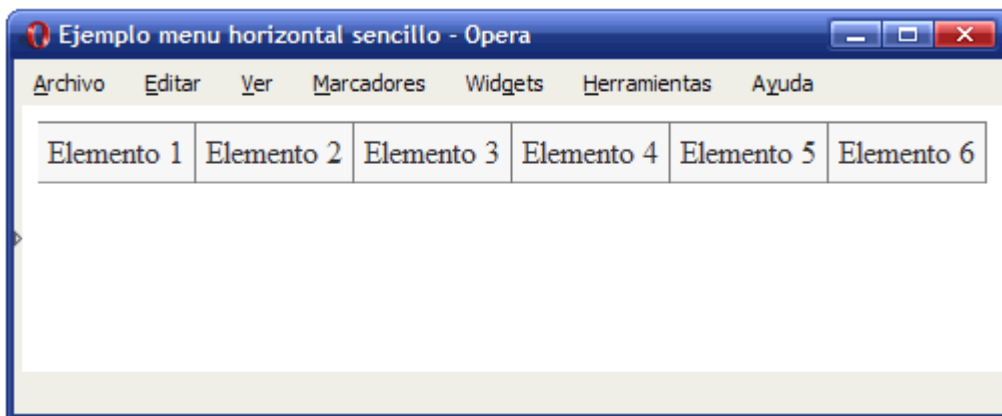 Ejemplo menu horizontal sencillo - Opera
Archivo Editar Ver Marcadores Widgets Herramientas Ayuda
Elemento 1 Elemento 2 Elemento 3 Elemento 4 Elemento 5 Elemento 6